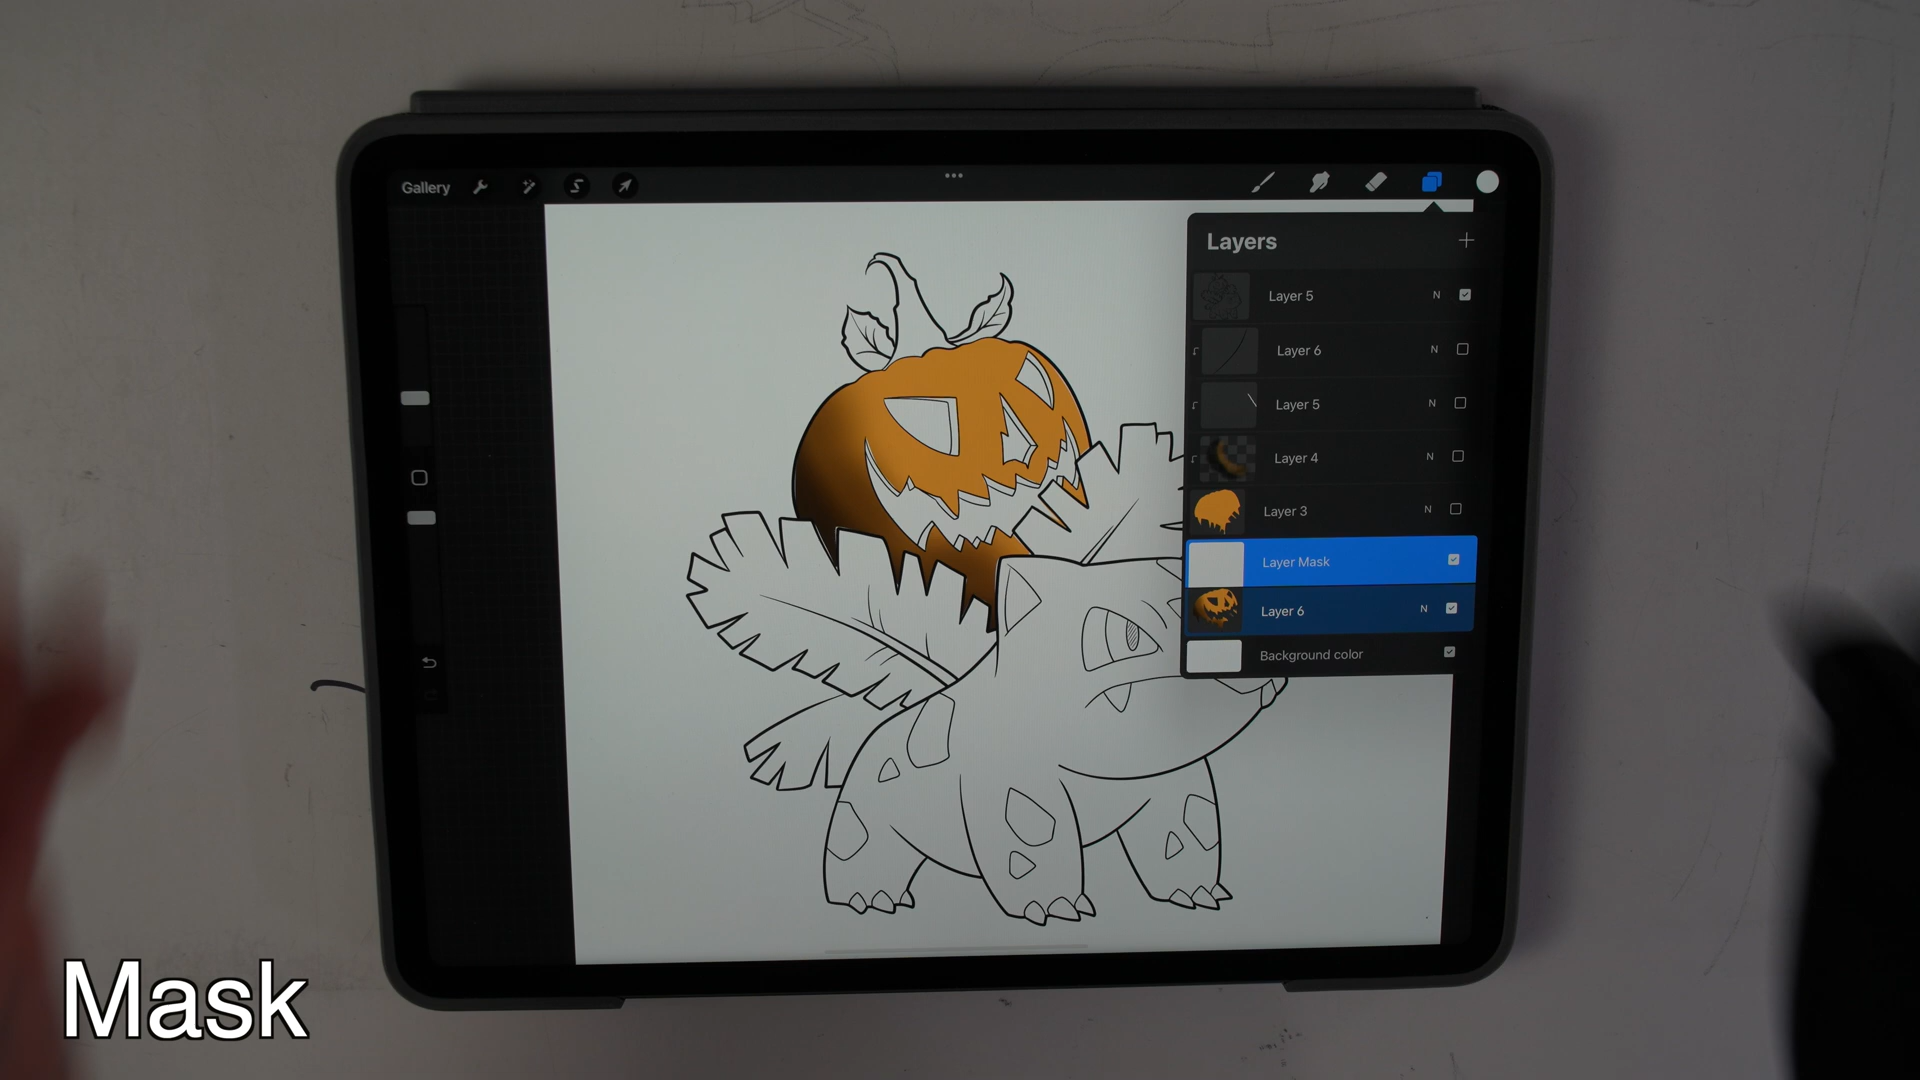 Gallery
Layers
Layer 5 N
Layer 6 N
Layer 5 N
Layer 4 N
Layer 3 N
Layer Mask
Layer 6 N
Background color
Mask